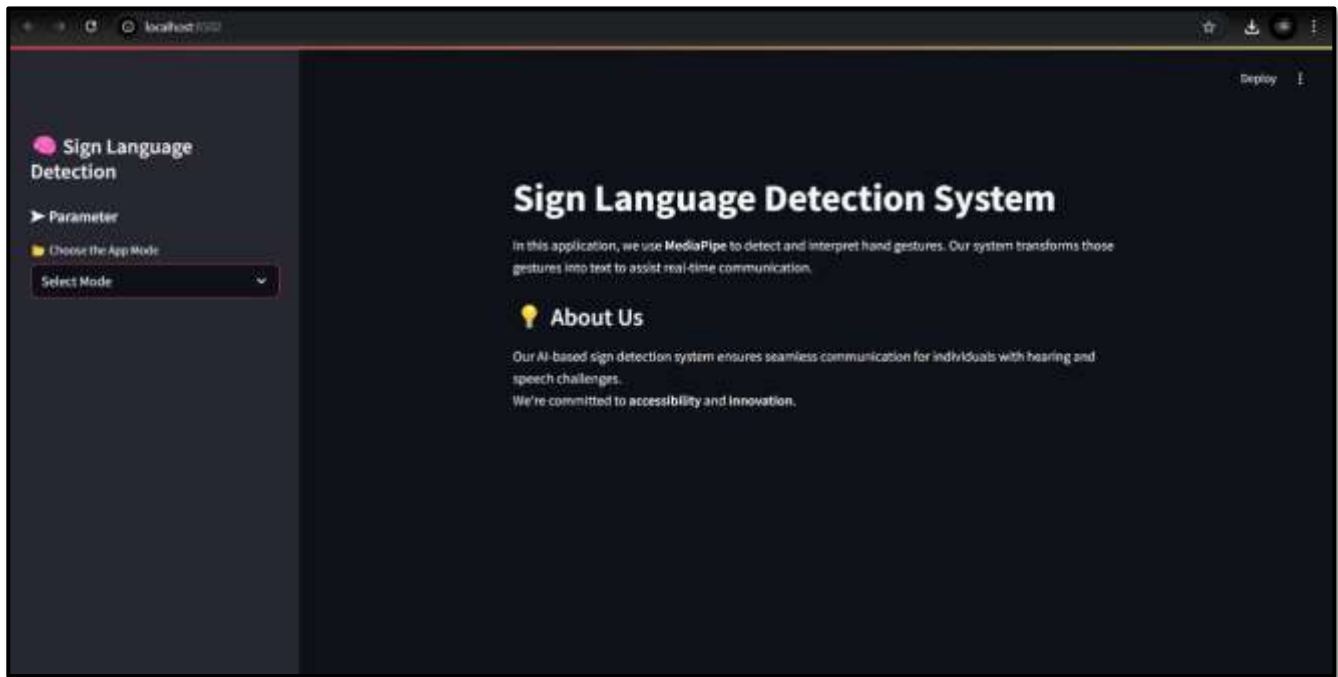 localhost
Deploy
Sign Language
Detection
➤ Parameter
Choose the App Mode
Select Mode
Sign Language Detection System
In this application, we use MediaPipe to detect and interpret hand gestures. Our system transforms those
gestures into text to assist real-time communication.
About Us
Our AI-based sign detection system ensures seamless communication for individuals with hearing and
speech challenges.
We're committed to accessibility and innovation.